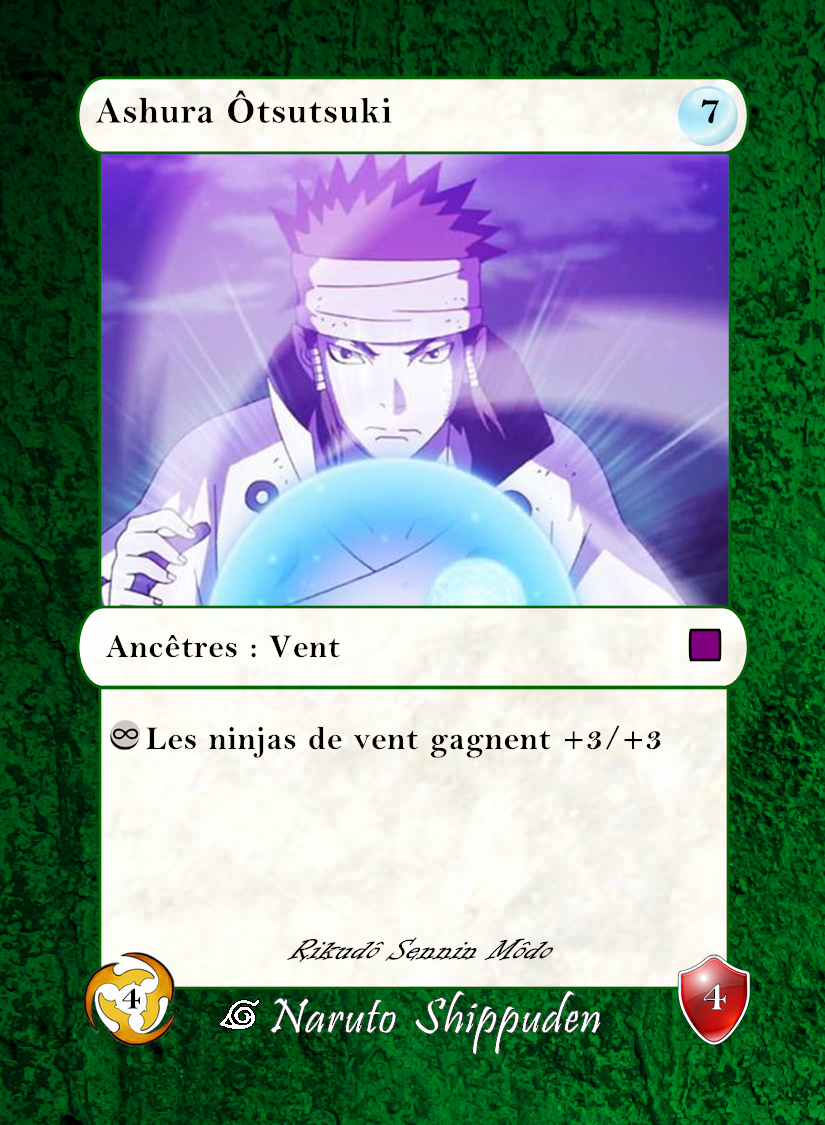 Ashura Ôtsutsuki 7
Ancêtres : Vent
∞ Les ninjas de vent gagnent +3/+3
Rikudô Sennin Môdo
4 Naruto Shippuden 4